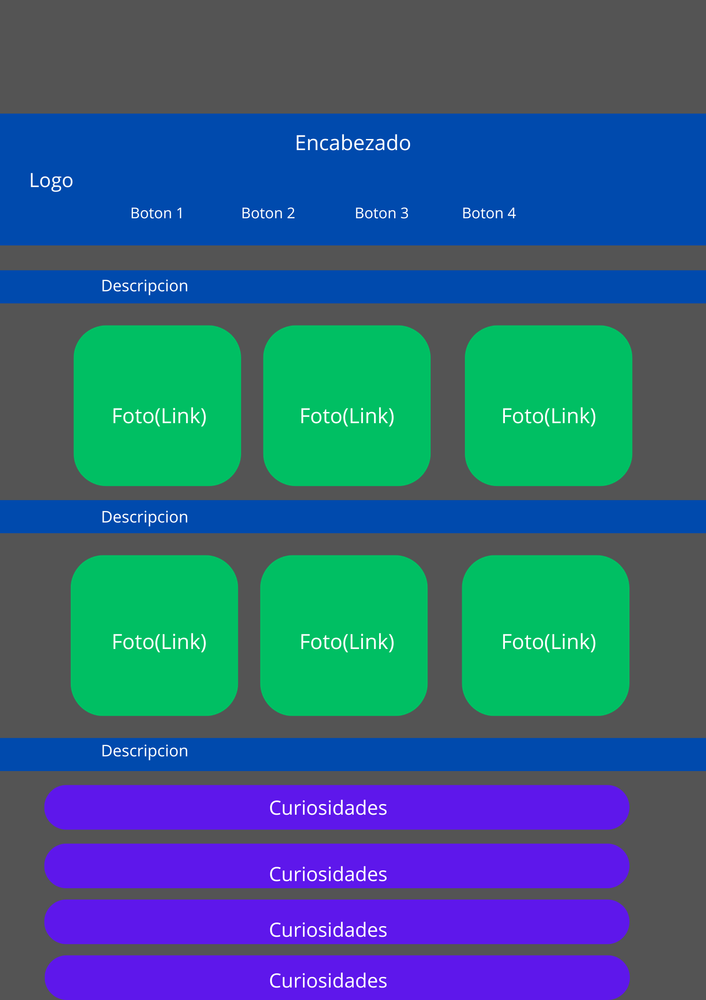 Encabezado
Logo
Boton 1 Boton 2 Boton 3 Boton 4
Descripcion
Foto(Link) Foto(Link) Foto(Link)
Descripcion
Foto(Link) Foto(Link) Foto(Link)
Descripcion
Curiosidades
Curiosidades
Curiosidades
Curiosidades